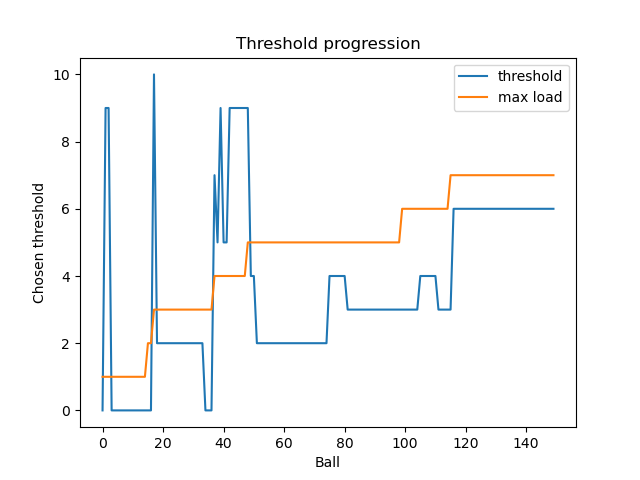 Threshold progression
threshold
max load
Chosen threshold
10
8
6
4
2
0
0 20 40 60 80 100 120 140
Ball